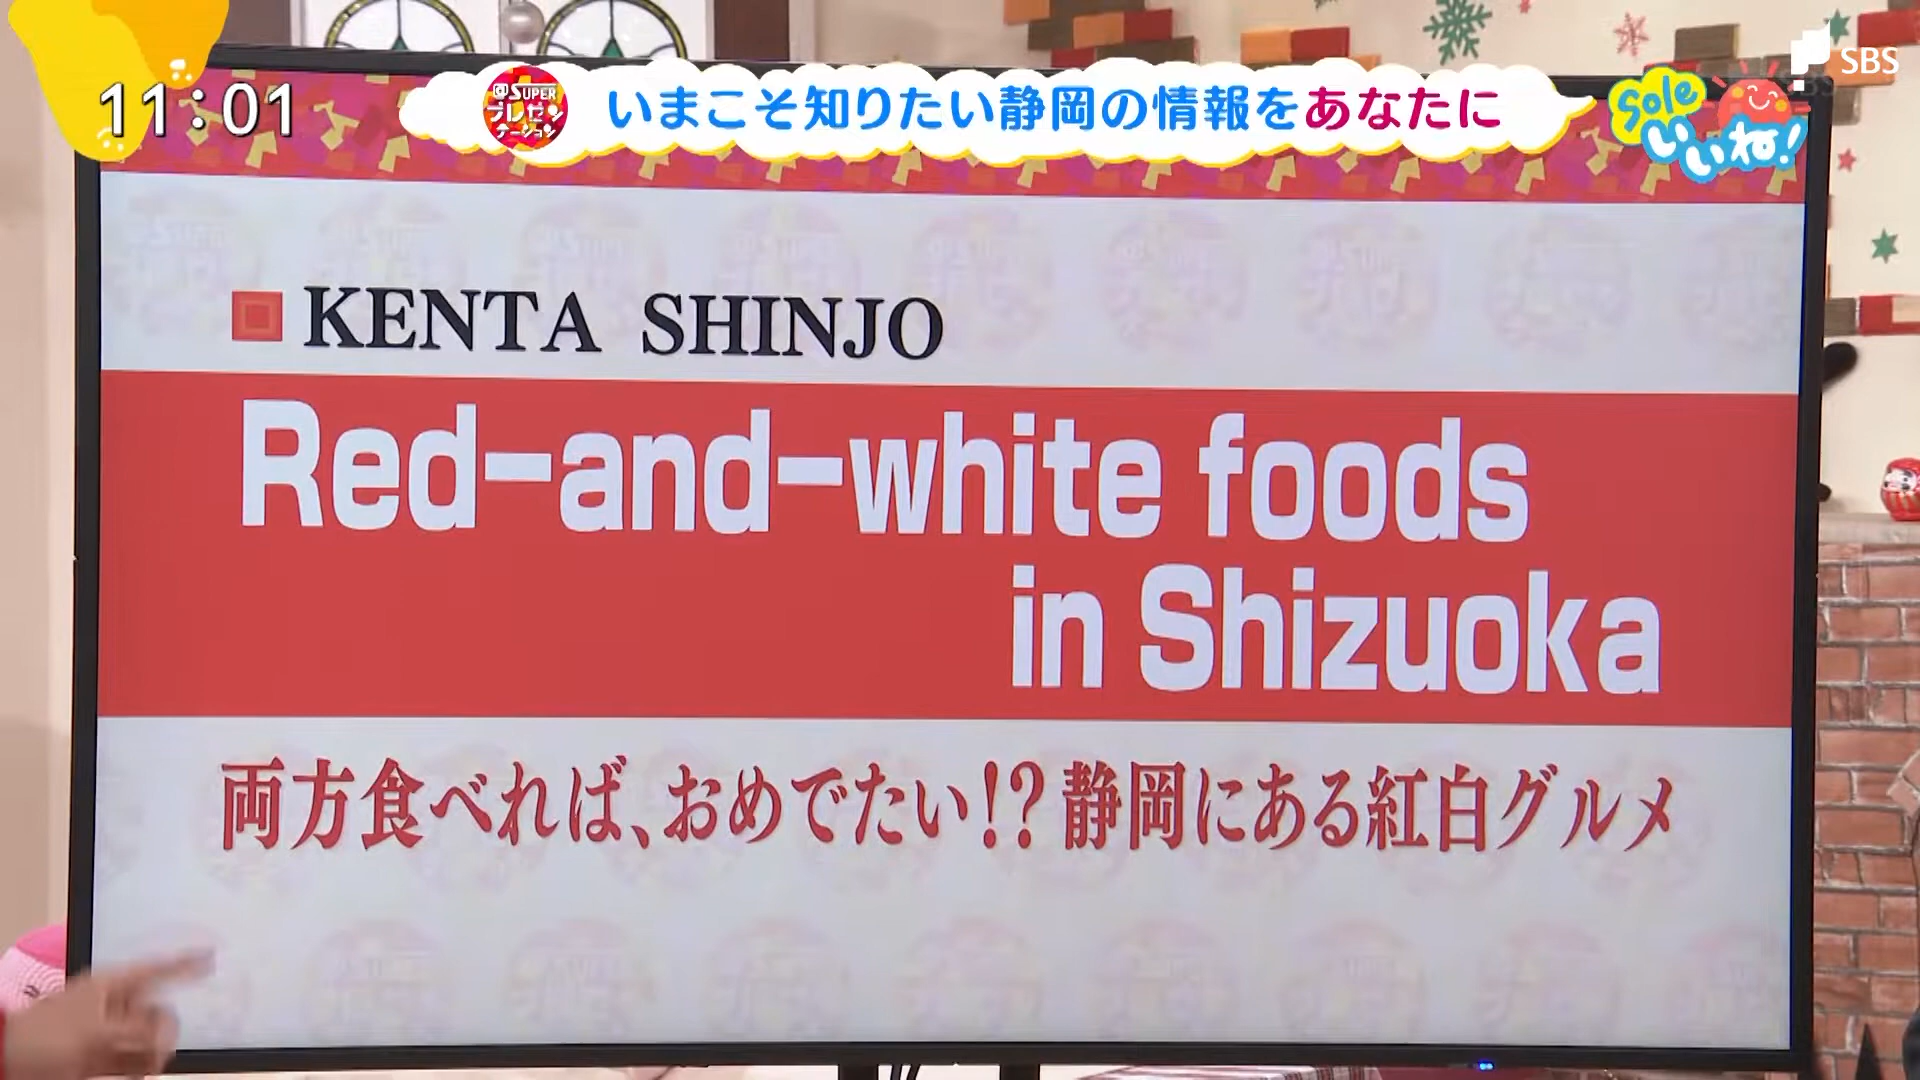 11:01
@SUPER
プレゼン
テーション
いまこそ知りたい静岡の情報をあなたに
Sole
いいね!
SBS
KENTA SHINJO
Red-and-white foods
in Shizuoka
両方食べれば、おめでたい!?静岡にある紅白グルメ